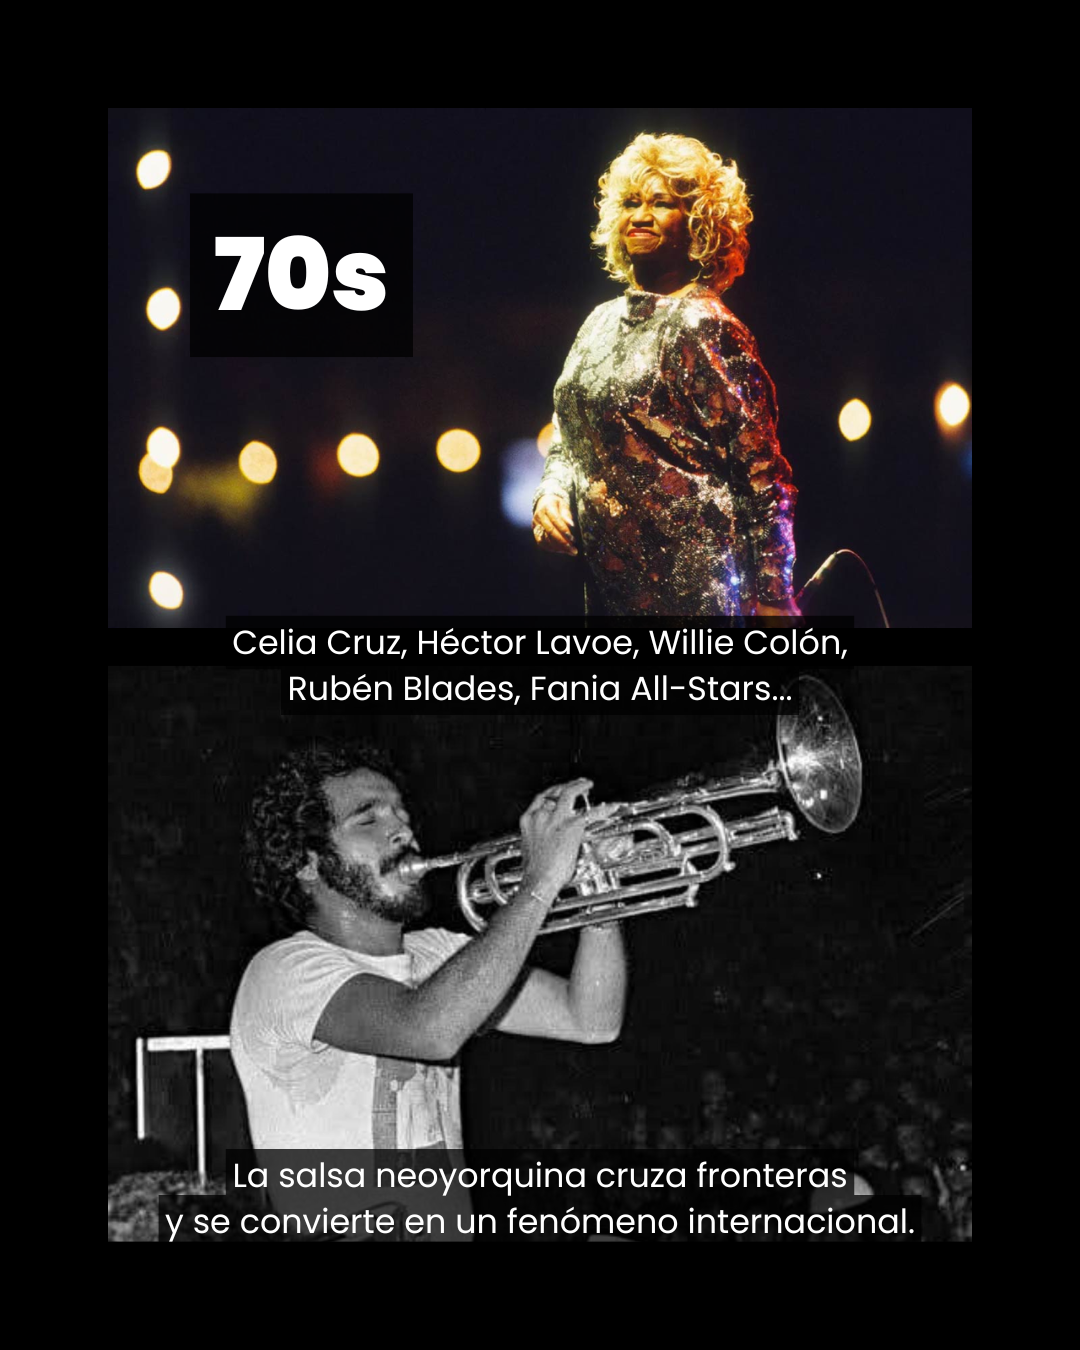 70s
Celia Cruz, Héctor Lavoe, Willie Colón,
Rubén Blades, Fania All-Stars...
La salsa neoyorquina cruza fronteras
y se convierte en un fenómeno internacional.